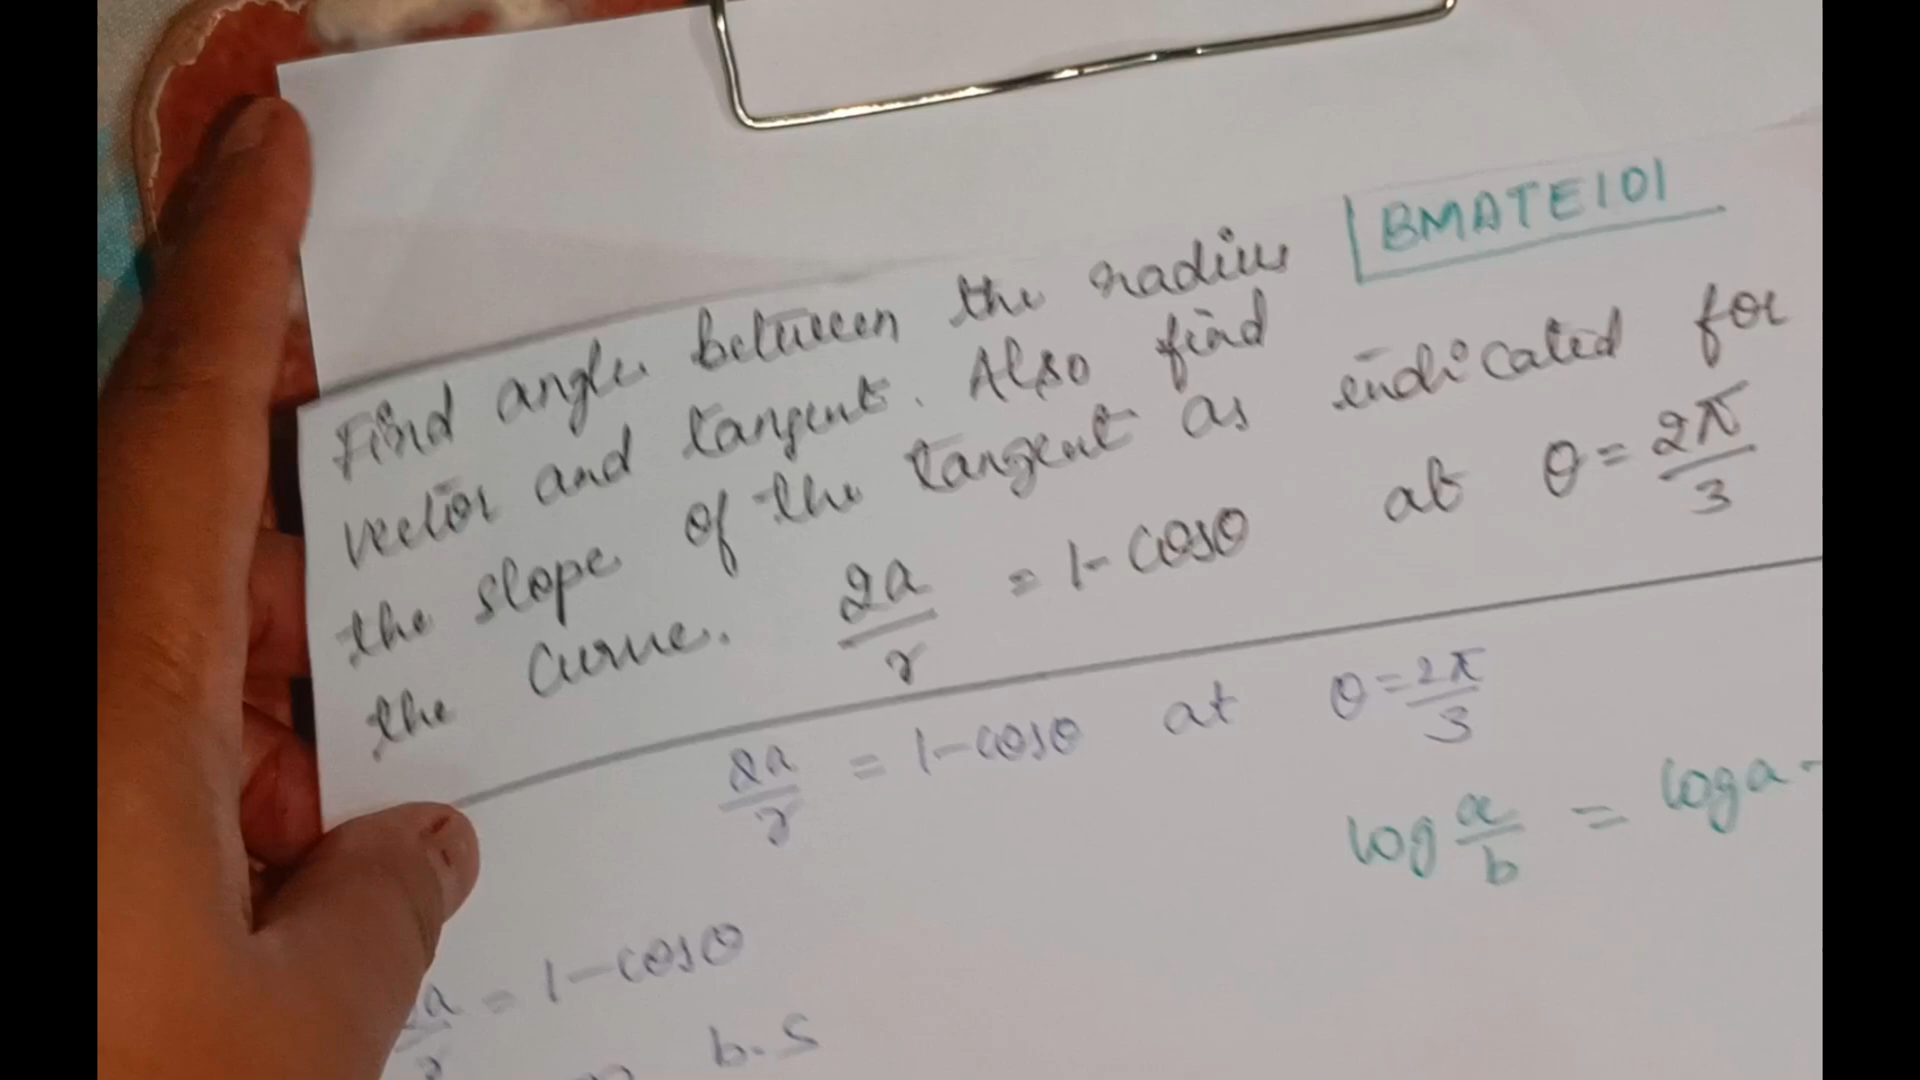 BMATE101
Find angle between the radius
vector and tangent. Also find
the slope of the tangent as indicated for
the curve. 2a/r = 1-cosθ at θ = 2π/3
2a/r = 1-cosθ at θ = 2π/3
log a/b = log a -
a = 1-cosθ
b.s